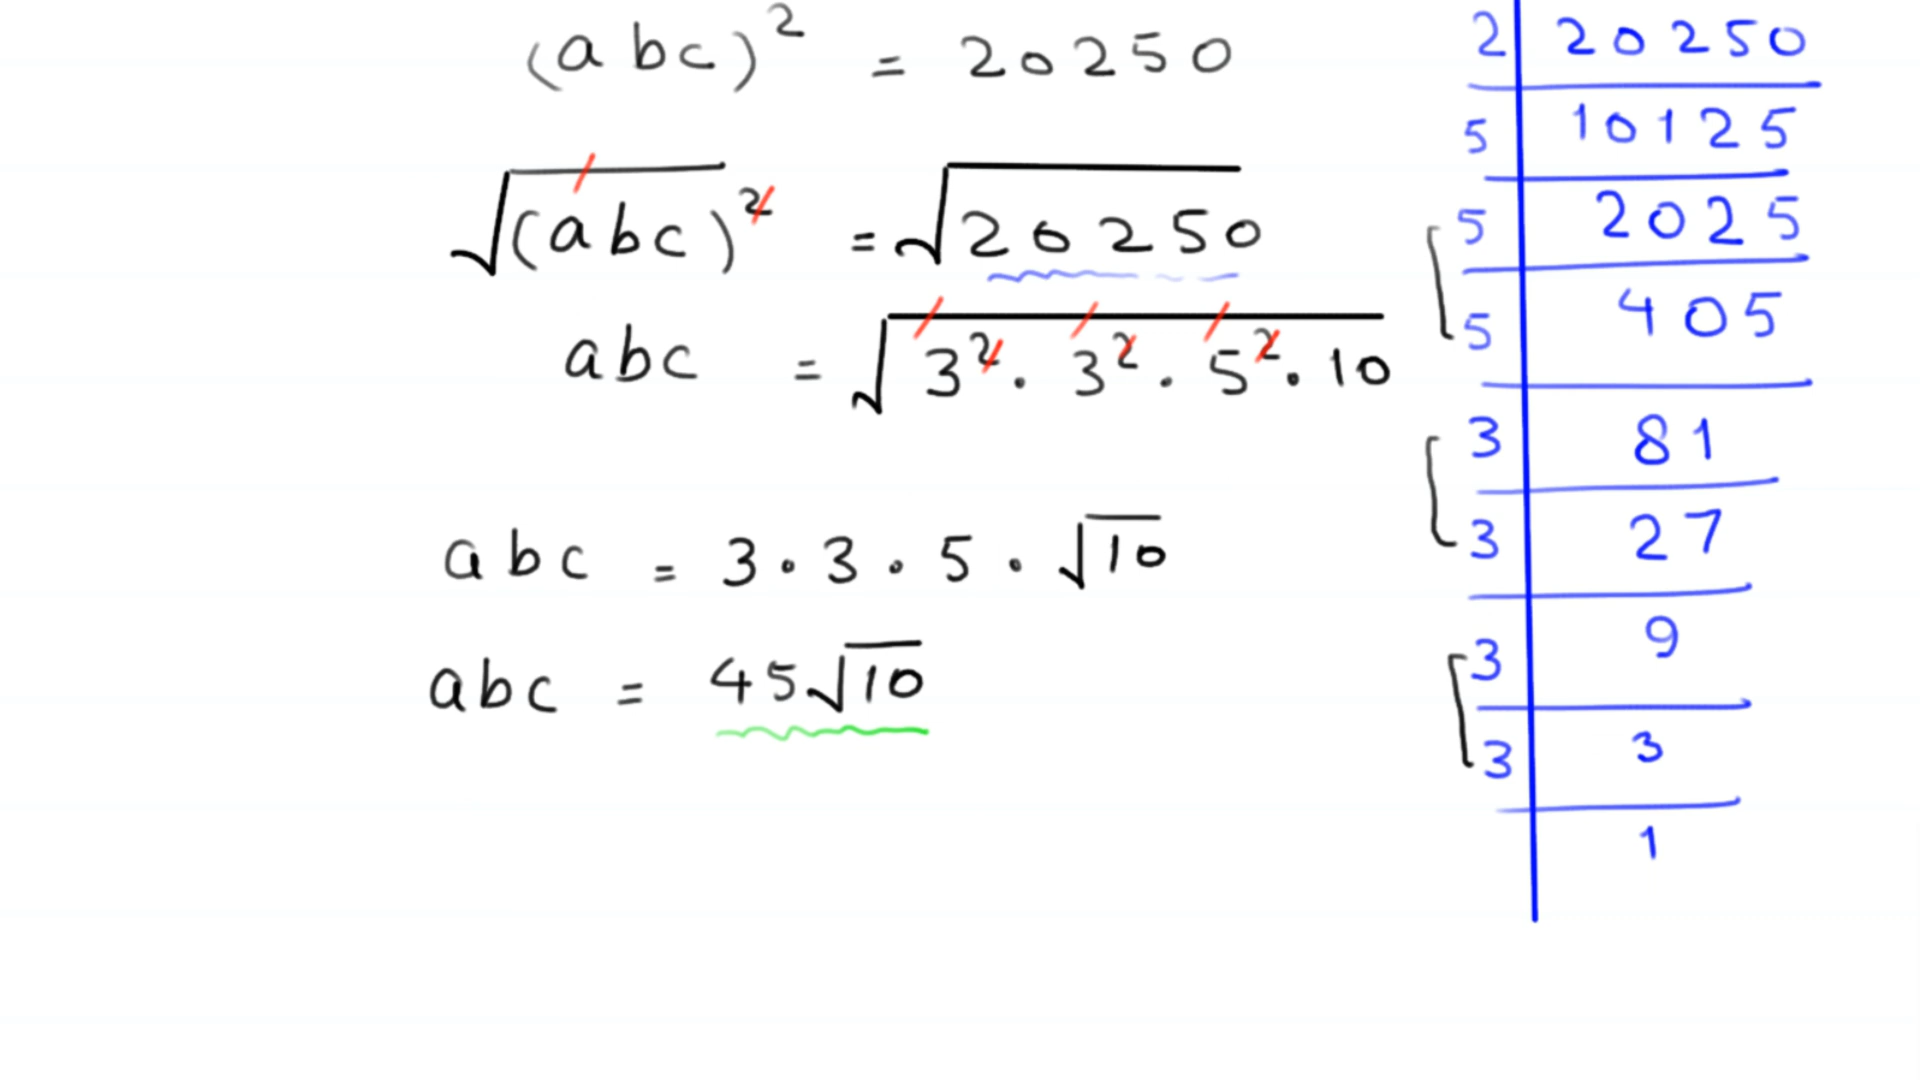 (abc)² = 20250
√(abc)² = √20250
abc = √3² · 3² · 5² · 10
abc = 3 · 3 · 5 · √10
abc = 45√10
2 | 20250
5 | 10125
5 | 2025
5 | 405
3 | 81
3 | 27
3 | 9
3 | 3
1